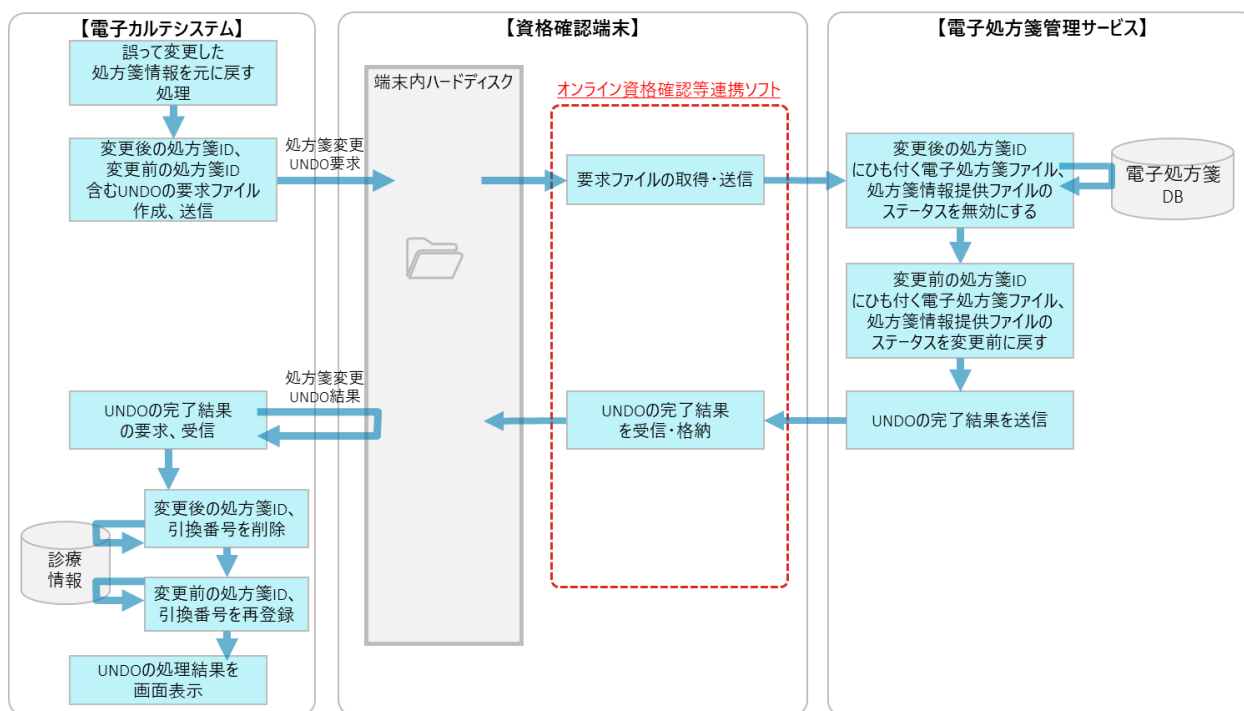 【電子カルテシステム】
誤って変更した
処方箋情報を元に戻す
処理
変更後の処方箋ID、
変更前の処方箋ID
含むUNDOの要求ファイル
作成、送信
処方箋変更
UNDO要求
【資格確認端末】
端末内ハードディスク
オンライン資格確認等連携ソフト
要求ファイルの取得・送信
【電子処方箋管理サービス】
変更後の処方箋ID
にひも付く電子処方箋ファイル、
処方箋情報提供ファイルの
ステータスを無効にする
電子処方箋
DB
変更前の処方箋ID
にひも付く電子処方箋ファイル、
処方箋情報提供ファイルの
ステータスを変更前に戻す
UNDOの完了結果を送信
UNDOの完了結果
を受信・格納
処方箋変更
UNDO結果
UNDOの完了結果
の要求、受信
変更後の処方箋ID、
引換番号を削除
診療
情報
変更前の処方箋ID、
引換番号を再登録
UNDOの処理結果を
画面表示